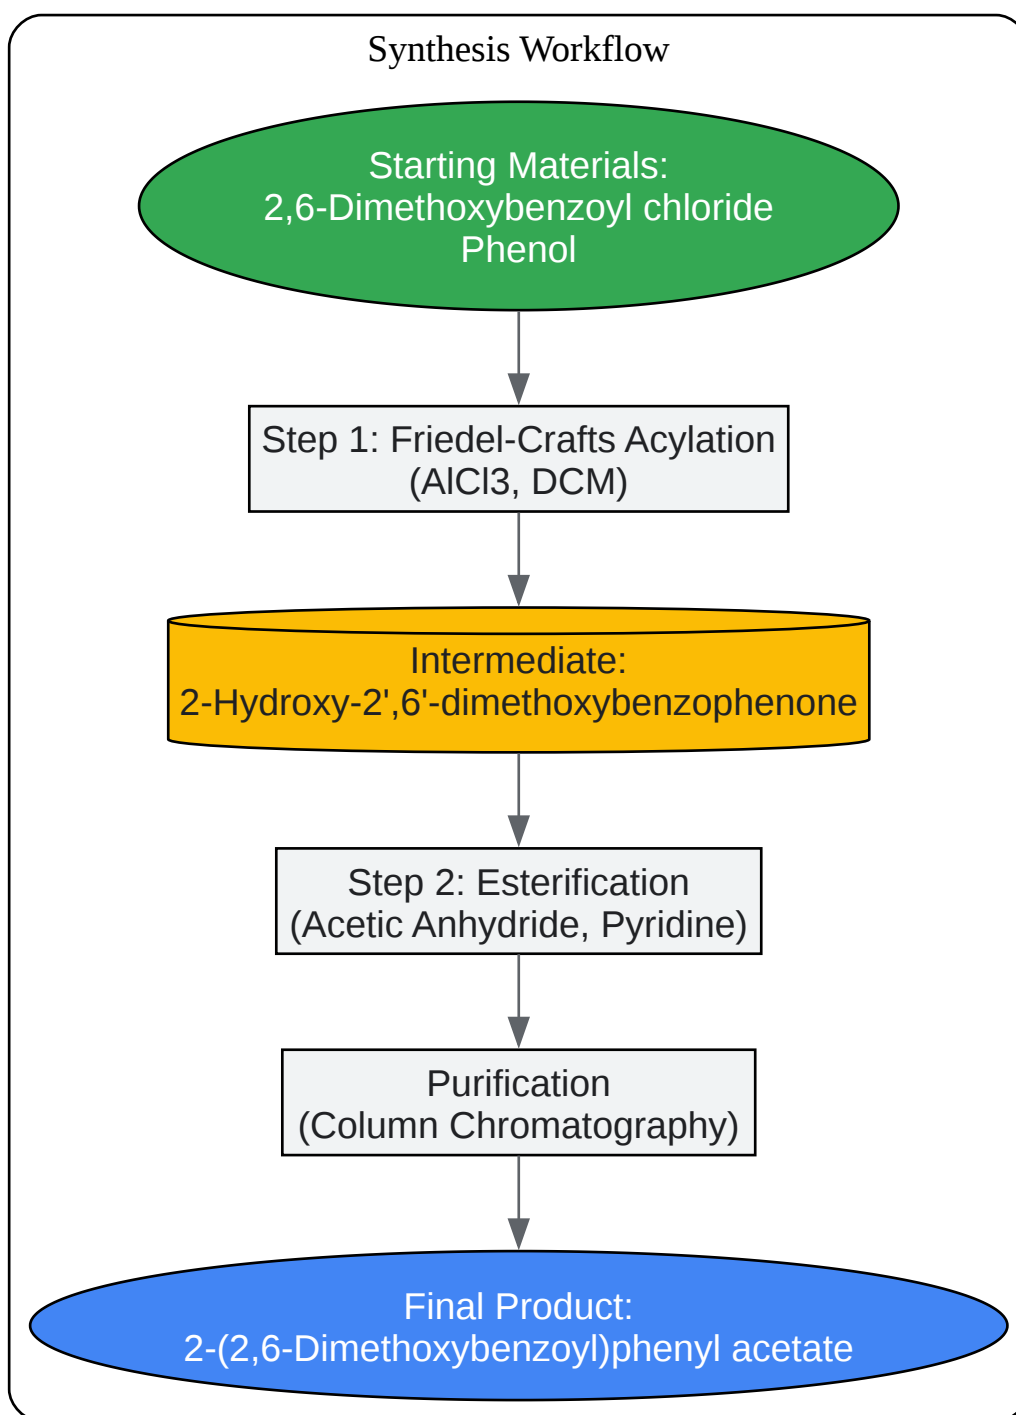 Synthesis Workflow
Starting Materials:
2,6-Dimethoxybenzoyl chloride
Phenol
Step 1: Friedel-Crafts Acylation
(AlCl3, DCM)
Intermediate:
2-Hydroxy-2',6'-dimethoxybenzophenone
Step 2: Esterification
(Acetic Anhydride, Pyridine)
Purification
(Column Chromatography)
Final Product:
2-(2,6-Dimethoxybenzoyl)phenyl acetate